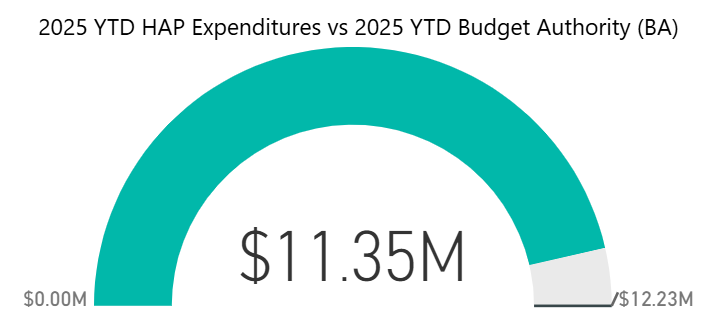 2025 YTD HAP Expenditures vs 2025 YTD Budget Authority (BA)
$11.35M
$0.00M
$12.23M